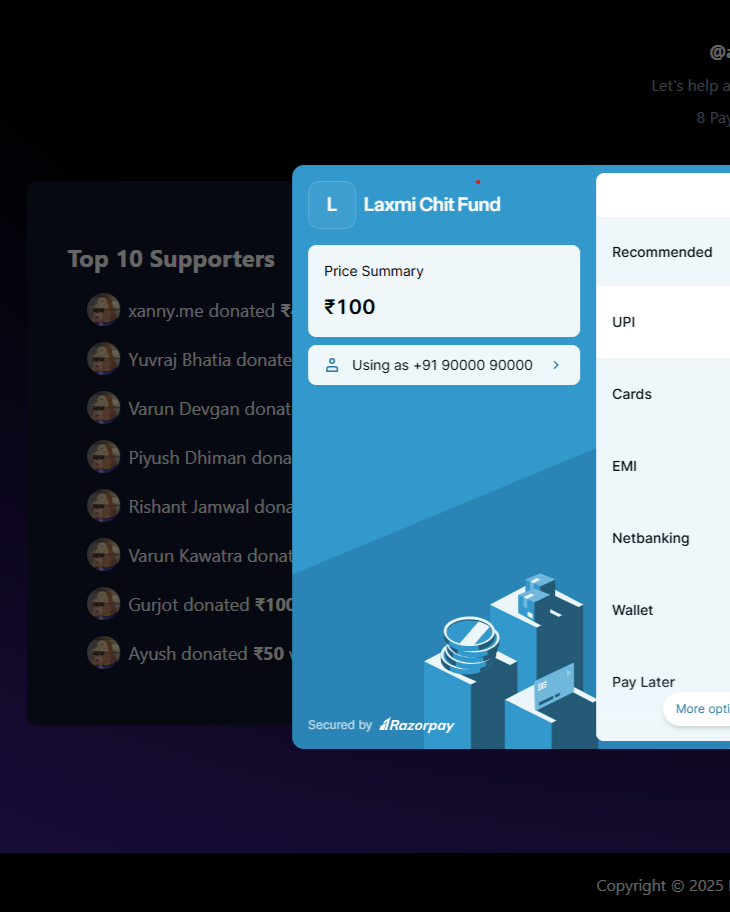 @a
Let's help a
8 Pay
Top 10 Supporters
xanny.me donated ₹
Yuvraj Bhatia donate
Varun Devgan donat
Piyush Dhiman dona
Rishant Jamwal dona
Varun Kawatra donat
Gurjot donated ₹100
Ayush donated ₹50 w
L
Laxmi Chit Fund
Price Summary
₹100
Using as +91 90000 90000
Secured by Razorpay
Recommended
UPI
Cards
EMI
Netbanking
Wallet
Pay Later
More opti
Copyright © 2025